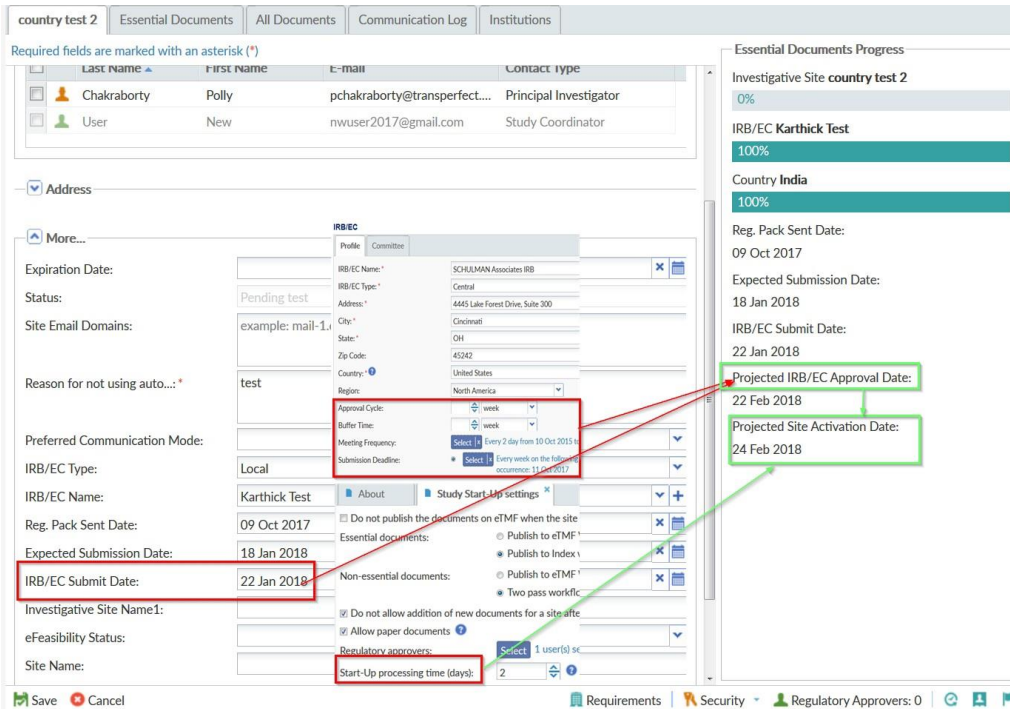 country test 2
Essential Documents
All Documents
Communication Log
Institutions
Required fields are marked with an asterisk (*)
Last Name
First Name
E-mail
Contact Type
Chakraborty
Polly
pchakraborty@transperfect....
Principal Investigator
User
New
nwuser2017@gmail.com
Study Coordinator
Address
More...
Expiration Date:
Status:
Pending test
Site Email Domains:
example: mail-1.
Reason for not using auto...:*
test
Preferred Communication Mode:
IRB/EC Type:
Local
IRB/EC Name:
Karthick Test
Reg. Pack Sent Date:
09 Oct 2017
Expected Submission Date:
18 Jan 2018
IRB/EC Submit Date:
22 Jan 2018
Investigative Site Name1:
eFeasibility Status:
Site Name:
IRB/EC
Profile
Committee
IRB/EC Name:*
SCHULMAN Associates IRB
IRB/EC Type:*
Central
Address:*
4445 Lake Forest Drive, Suite 300
City:*
Cincinnati
State:*
OH
Zip Code:
45242
Country:*
United States
Region:
North America
Approval Cycle:
week
Buffer Time:
week
Meeting Frequency:
Select x
Every 2 day from 10 Oct 2015 to
Submission Deadline:
Select x
Every week on the following
occurrence: 11 Oct 2017
About
Study Start-Up settings
Do not publish the documents on eTMF when the site
Essential documents:
Publish to eTMF
Publish to Index
Non-essential documents:
Publish to eTMF
Two pass workflo
Do not allow addition of new documents for a site afte
Allow paper documents
Regulatory approvers:
Select
1 user(s) se
Start-Up processing time (days):
2
Essential Documents Progress
Investigative Site country test 2
0%
IRB/EC Karthick Test
100%
Country India
100%
Reg. Pack Sent Date:
09 Oct 2017
Expected Submission Date:
18 Jan 2018
IRB/EC Submit Date:
22 Jan 2018
Projected IRB/EC Approval Date:
22 Feb 2018
Projected Site Activation Date:
24 Feb 2018
Save
Cancel
Requirements
Security
Regulatory Approvers: 0